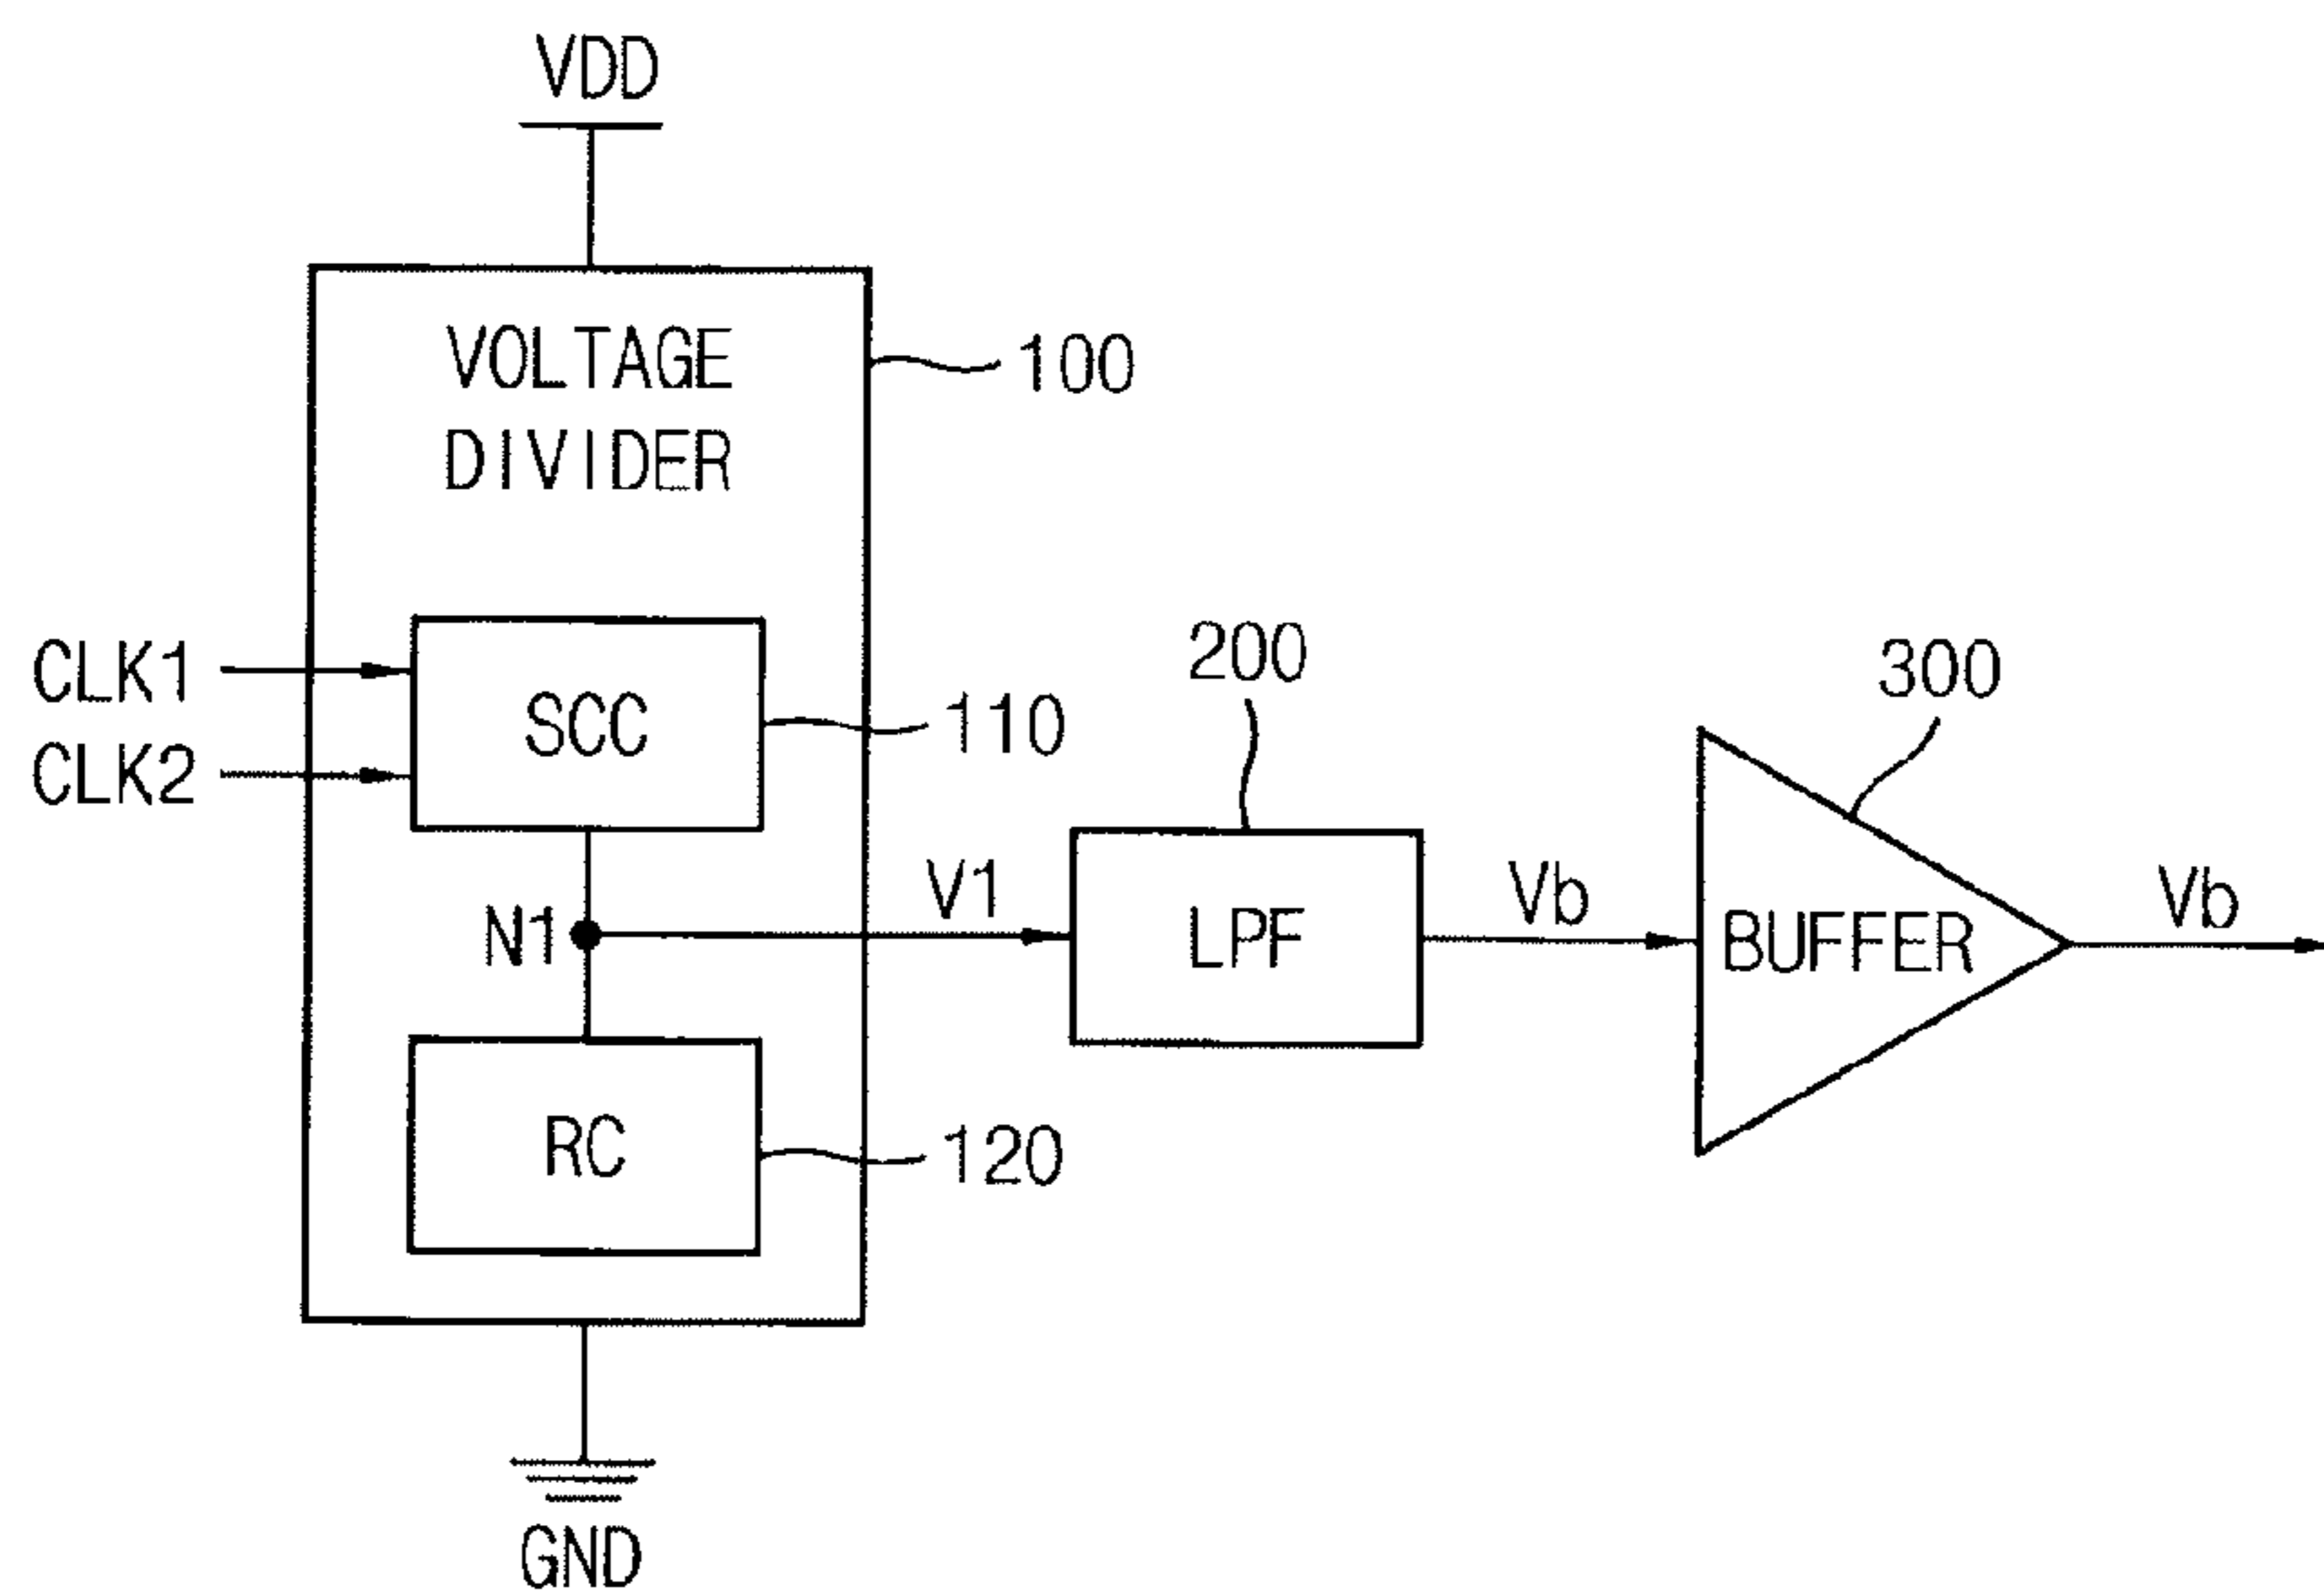 VDD
VOLTAGE
DIVIDER
100
CLK1
CLK2
SCC
110
200
300
N1
V1
LPF
Vb
BUFFER
Vb
RC
120
GND